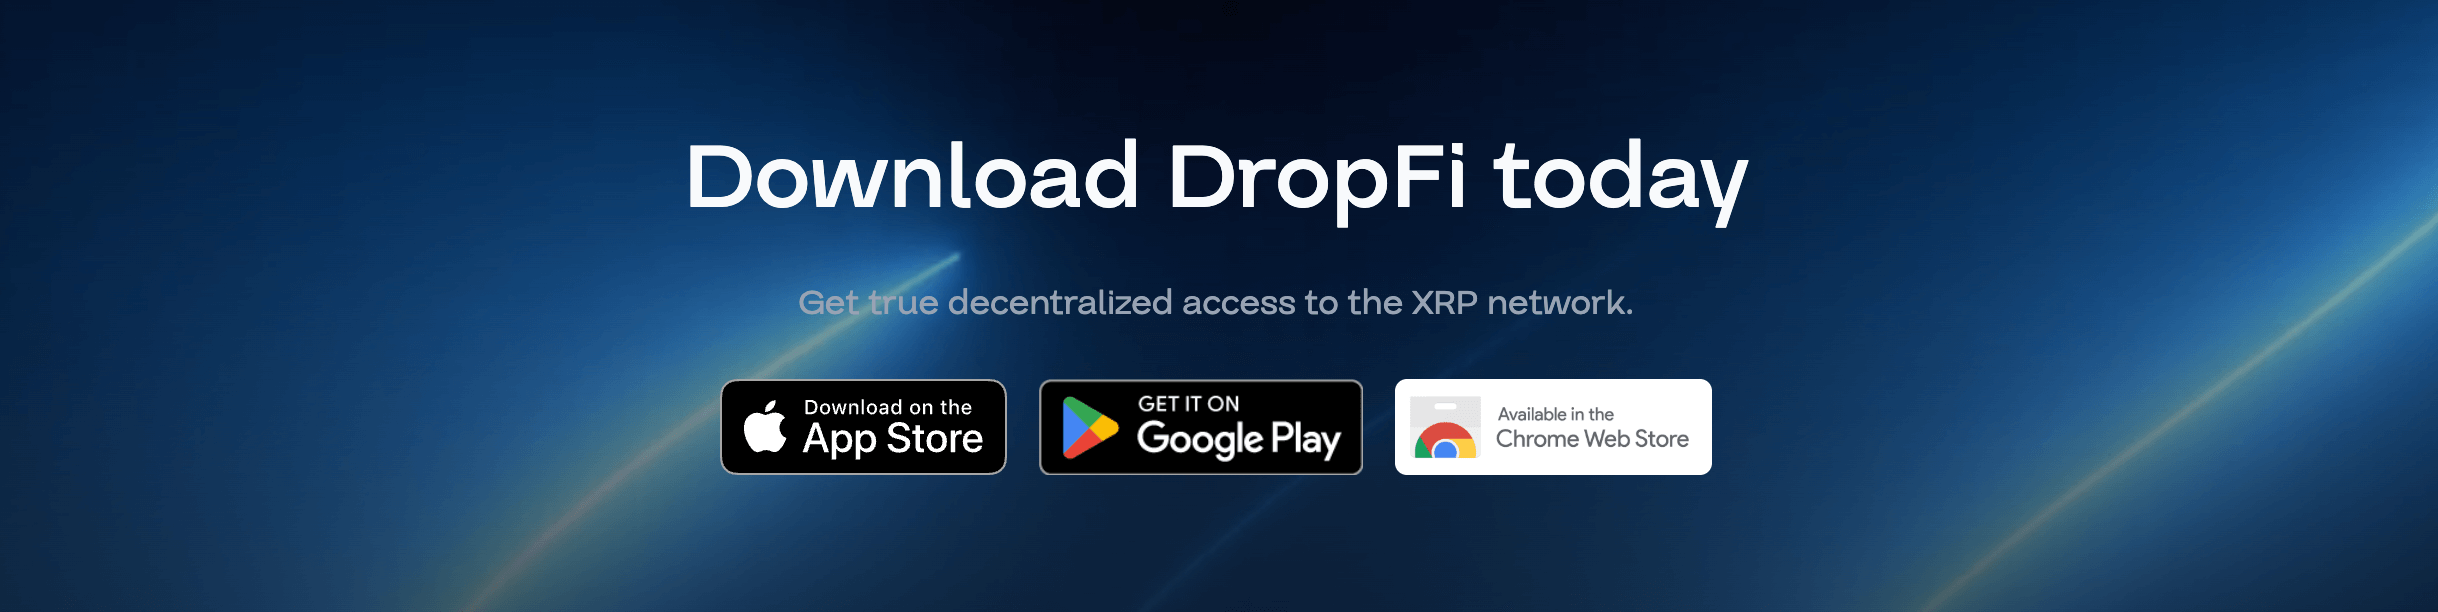 Download DropFi today
Get true decentralized access to the XRP network.
Download on the
App Store
GET IT ON
Google Play
Available in the
Chrome Web Store